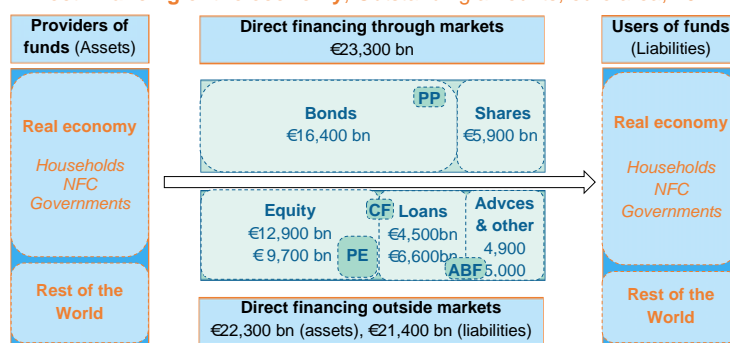 Providers of
funds (Assets)
Direct financing through markets
€23,300 bn
Users of funds
(Liabilities)
Real economy
Households
NFC
Governments
Rest of the
World
Bonds
€16,400 bn
PP
Shares
€5,900 bn
Equity
€12,900 bn
€ 9,700 bn
PE
CF
Loans
€4,500bn
€6,600bn
Advces
& other
4,900
5.000
ABF
Direct financing outside markets
€22,300 bn (assets), €21,400 bn (liabilities)
Real economy
Households
NFC
Governments
Rest of the
World